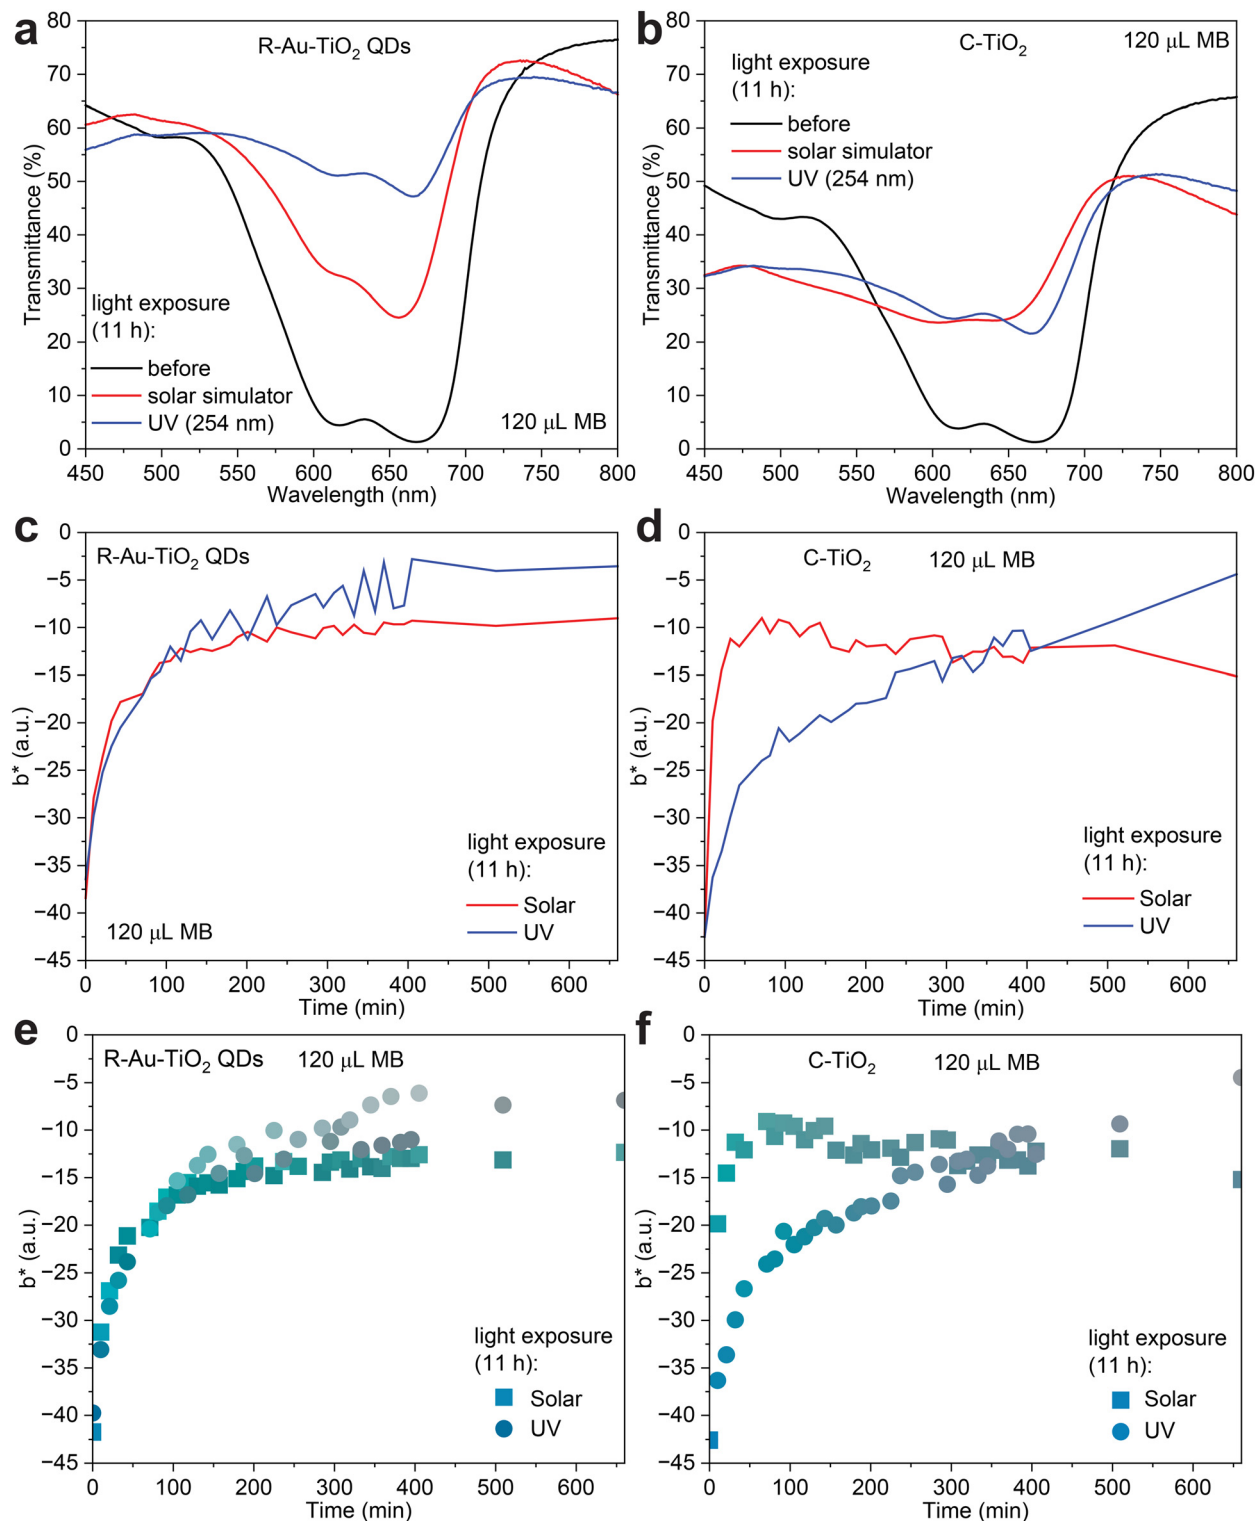 a
R-Au-TiO₂ QDs
80
70
60
50
40
30
20
10
0
Transmittance (%)
light exposure
(11 h):
before
solar simulator
UV (254 nm)
120 μL MB
450 500 550 600 650 700 750 800
Wavelength (nm)
b
C-TiO₂
120 μL MB
80
70
60
50
40
30
20
10
0
Transmittance (%)
light exposure
(11 h):
before
solar simulator
UV (254 nm)
450 500 550 600 650 700 750 800
Wavelength (nm)
c
R-Au-TiO₂ QDs
0
−5
−10
−15
−20
−25
−30
−35
−40
−45
b* (a.u.)
light exposure
(11 h):
Solar
UV
120 μL MB
0 100 200 300 400 500 600
Time (min)
d
C-TiO₂ 120 μL MB
0
−5
−10
−15
−20
−25
−30
−35
−40
−45
b* (a.u.)
light exposure
(11 h):
Solar
UV
0 100 200 300 400 500 600
Time (min)
e
R-Au-TiO₂ QDs 120 μL MB
0
−5
−10
−15
−20
−25
−30
−35
−40
−45
b* (a.u.)
light exposure
(11 h):
Solar
UV
0 100 200 300 400 500 600
Time (min)
f
C-TiO₂ 120 μL MB
0
−5
−10
−15
−20
−25
−30
−35
−40
−45
b* (a.u.)
light exposure
(11 h):
Solar
UV
0 100 200 300 400 500 600
Time (min)